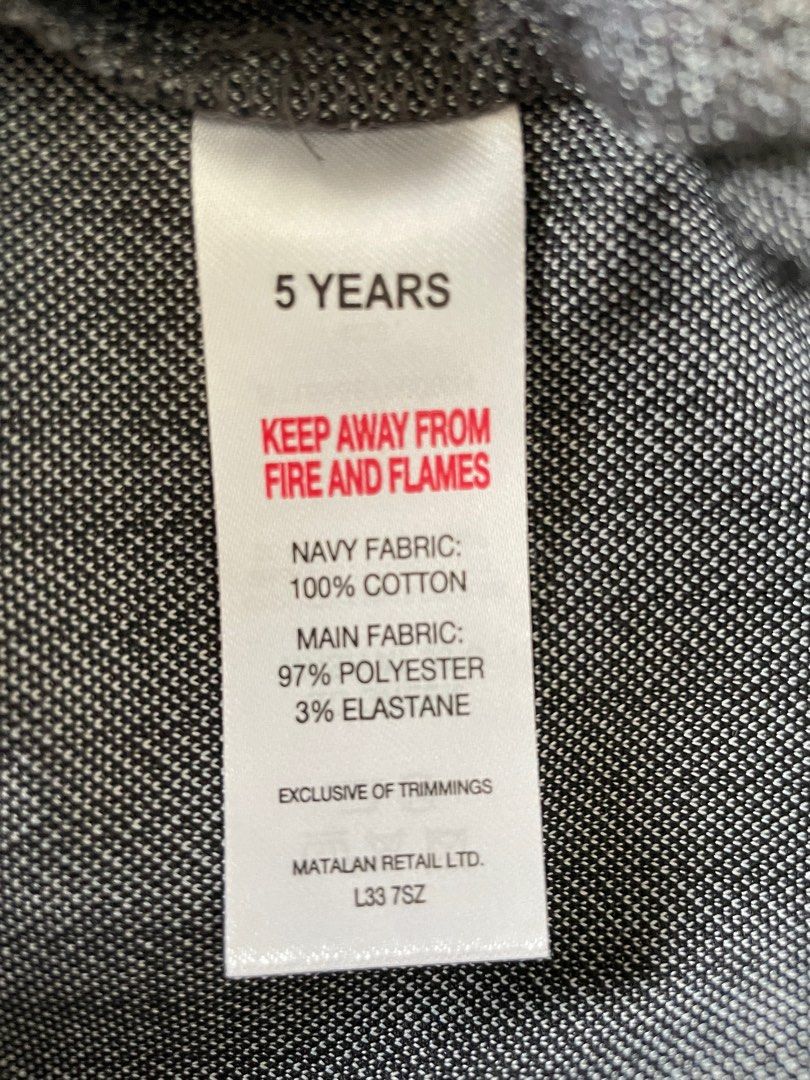 5 YEARS
KEEP AWAY FROM
FIRE AND FLAMES
NAVY FABRIC:
100% COTTON
MAIN FABRIC:
97% POLYESTER
3% ELASTANE
EXCLUSIVE OF TRIMMINGS
MATALAN RETAIL LTD.
L33 7SZ